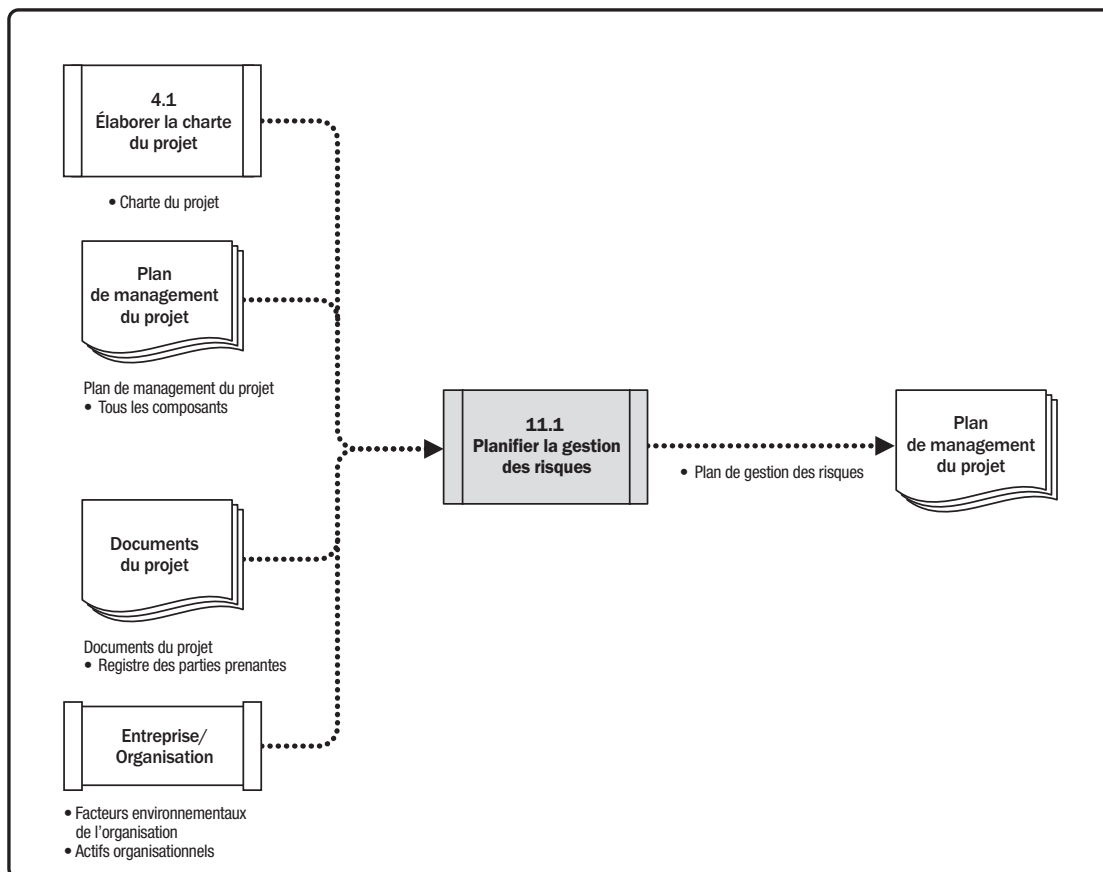 4.1
Élaborer la charte
du projet
• Charte du projet
Plan
de management
du projet
Plan de management du projet
• Tous les composants
Documents
du projet
Documents du projet
• Registre des parties prenantes
Entreprise/
Organisation
• Facteurs environnementaux
de l'organisation
• Actifs organisationnels
11.1
Planifier la gestion
des risques
• Plan de gestion des risques
Plan
de management
du projet